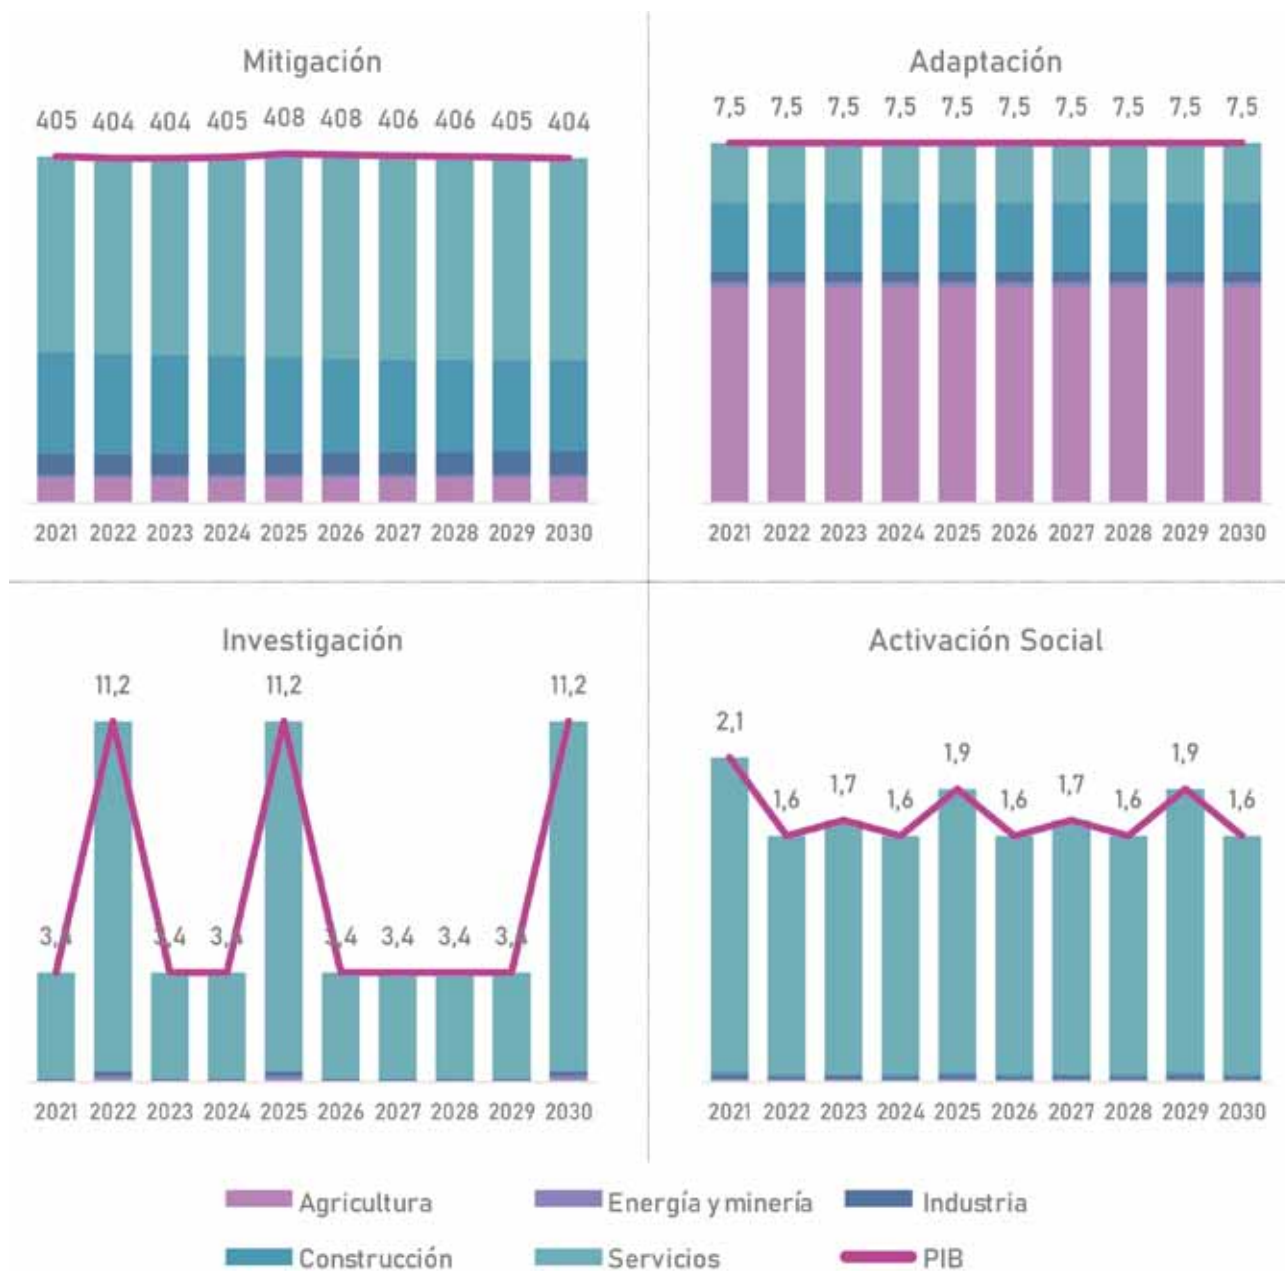 Mitigación
405 404 404 405 408 408 406 406 405 404
2021 2022 2023 2024 2025 2026 2027 2028 2029 2030
Adaptación
7,5 7,5 7,5 7,5 7,5 7,5 7,5 7,5 7,5 7,5
2021 2022 2023 2024 2025 2026 2027 2028 2029 2030
Investigación
11,2 11,2 11,2
3,4 3,4 3,4 3,4 3,4 3,4 3,4
2021 2022 2023 2024 2025 2026 2027 2028 2029 2030
Activación Social
2,1 1,6 1,7 1,6 1,9 1,6 1,7 1,6 1,9 1,6
2021 2022 2023 2024 2025 2026 2027 2028 2029 2030
Agricultura Energía y minería Industria
Construcción Servicios PIB